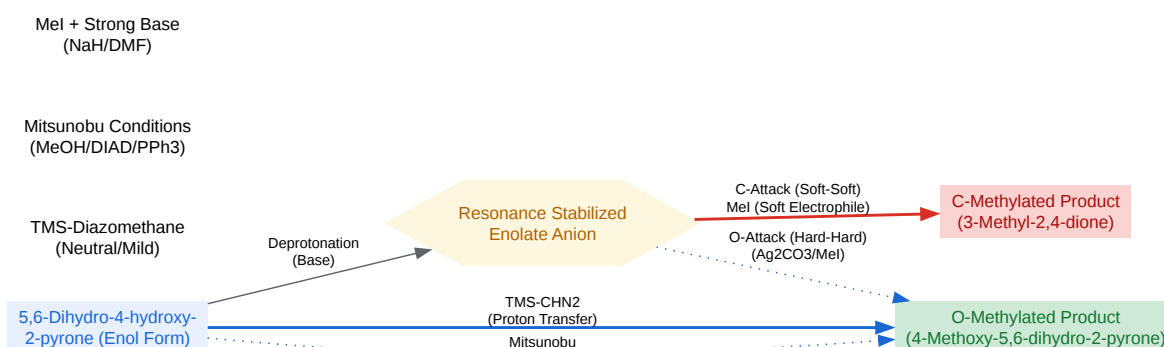 MeI + Strong Base
(NaH/DMF)
Mitsunobu Conditions
(MeOH/DIAD/PPh3)
TMS-Diazomethane
(Neutral/Mild)
Deprotonation
(Base)
Resonance Stabilized
Enolate Anion
C-Attack (Soft-Soft)
MeI (Soft Electrophile)
O-Attack (Hard-Hard)
(Ag2CO3/MeI)
C-Methylated Product
(3-Methyl-2,4-dione)
5,6-Dihydro-4-hydroxy-
2-pyrone (Enol Form)
TMS-CHN2
(Proton Transfer)
Mitsunobu
O-Methylated Product
(4-Methoxy-5,6-dihydro-2-pyrone)